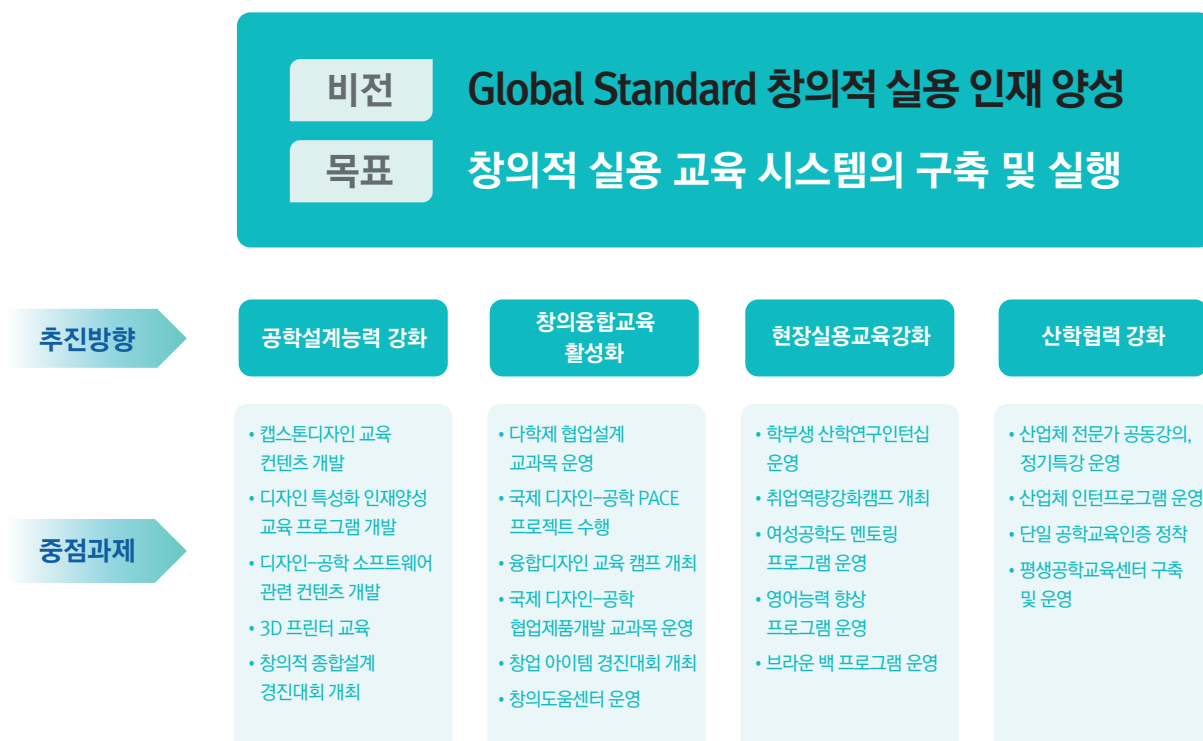 비전
Global Standard 창의적 실용 인재 양성
목표
창의적 실용 교육 시스템의 구축 및 실행
추진방향
공학설계능력 강화
창의융합교육
활성화
현장실용교육강화
산학협력 강화
중점과제
• 캡스톤디자인 교육
컨텐츠 개발
• 디자인 특성화 인재양성
교육 프로그램 개발
• 디자인-공학 소프트웨어
관련 컨텐츠 개발
• 3D 프린터 교육
• 창의적 종합설계
경진대회 개최
• 다학제 협업설계
교과목 운영
• 국제 디자인-공학 PACE
프로젝트 수행
• 융합디자인 교육 캠프 개최
• 국제 디자인-공학
협업제품개발 교과목 운영
• 창업 아이템 경진대회 개최
• 창의도움센터 운영
• 학부생 산학연구인턴십
운영
• 취업역량강화캠프 개최
• 여성공학도 멘토링
프로그램 운영
• 영어능력 향상
프로그램 운영
• 브라운 백 프로그램 운영
• 산업체 전문가 공동강의,
정기특강 운영
• 산업체 인턴프로그램 운영
• 단일 공학교육인증 정착
• 평생공학교육센터 구축
및 운영